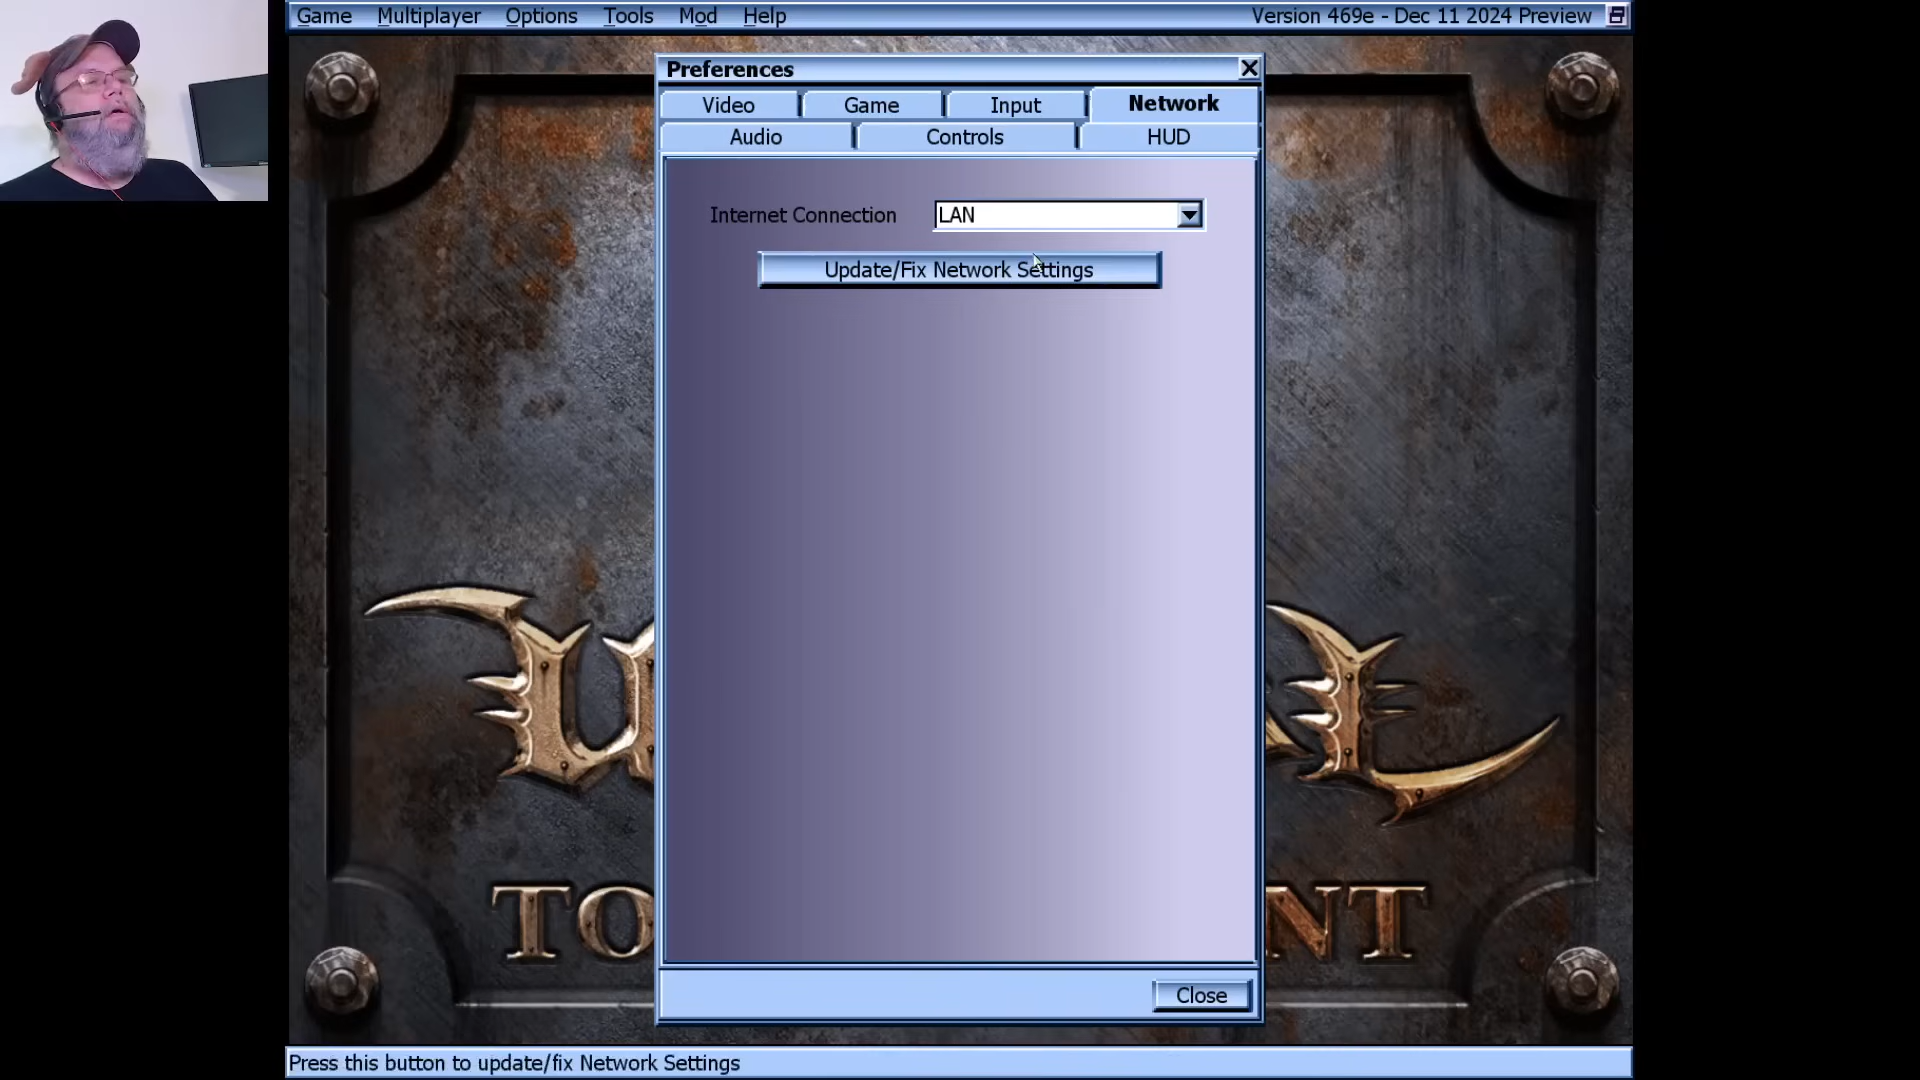 Game Multiplayer Options Tools Mod Help Version 469e - Dec 11 2024 Preview
Preferences
Video Game Input Network
Audio Controls HUD
Internet Connection LAN
Update/Fix Network Settings
Close
Press this button to update/fix Network Settings